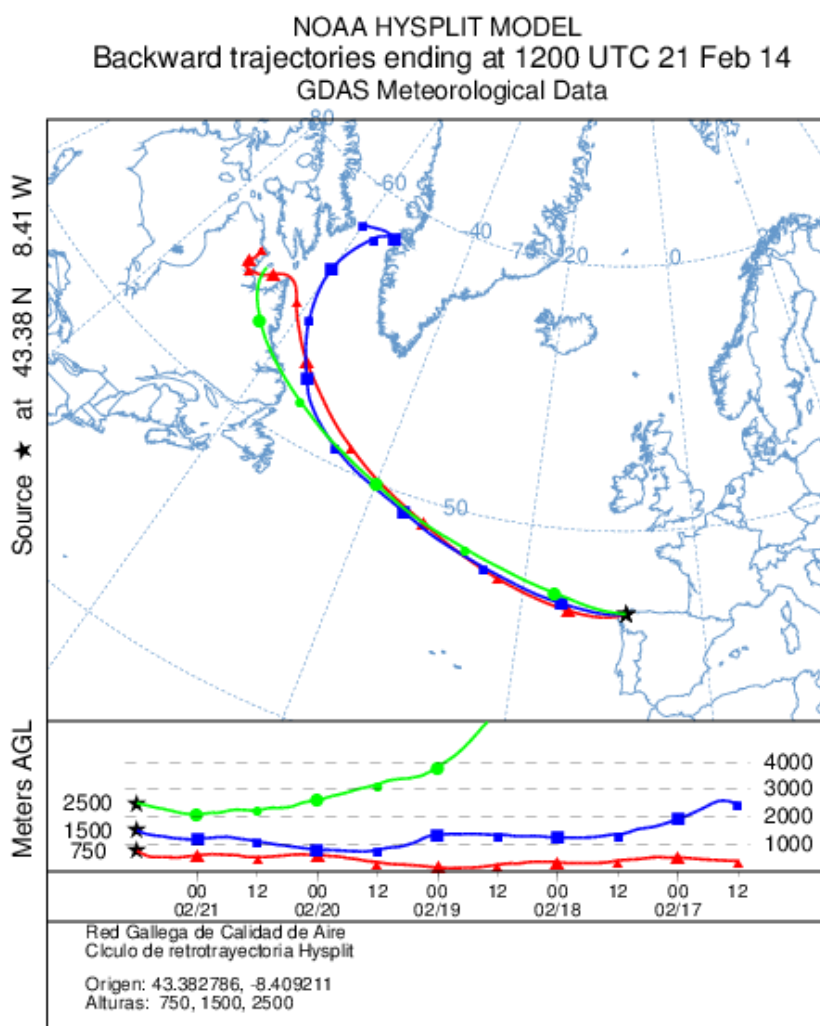 NOAA HYSPLIT MODEL
Backward trajectories ending at 1200 UTC 21 Feb 14
GDAS Meteorological Data
Source ★ at 43.38 N 8.41 W
80
60
40
70
20
0
50
Meters AGL
2500
1500
750
4000
3000
2000
1000
00 12 00 12 00 12 00 12 00 12
02/21 02/20 02/19 02/18 02/17
Red Gallega de Calidad de Aire
Clculo de retrotrayectoria Hysplit
Origen: 43.382786, -8.409211
Alturas: 750, 1500, 2500